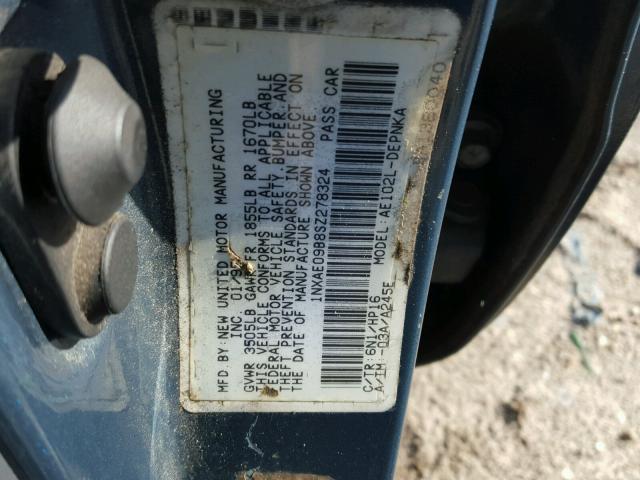 MFD.BY: NEW UNITED MOTOR MANUFACTURING
INC. 01/9
GVWR 3505LB GAWR FR 1855LB RR 1670LB
THIS VEHICLE CONFORMS TO ALL APPLICABLE
FEDERAL MOTOR VEHICLE SAFETY, BUMPER, AND
THEFT PREVENTION STANDARDS IN EFFECT ON
THE DATE OF MANUFACTURE SHOWN ABOVE.
1NXAE09B8SZ278324 PASS CAR
MODEL: AE102L-DEPNKA
C/TR: 6N1/HP16
A/TM: -03A/A245E